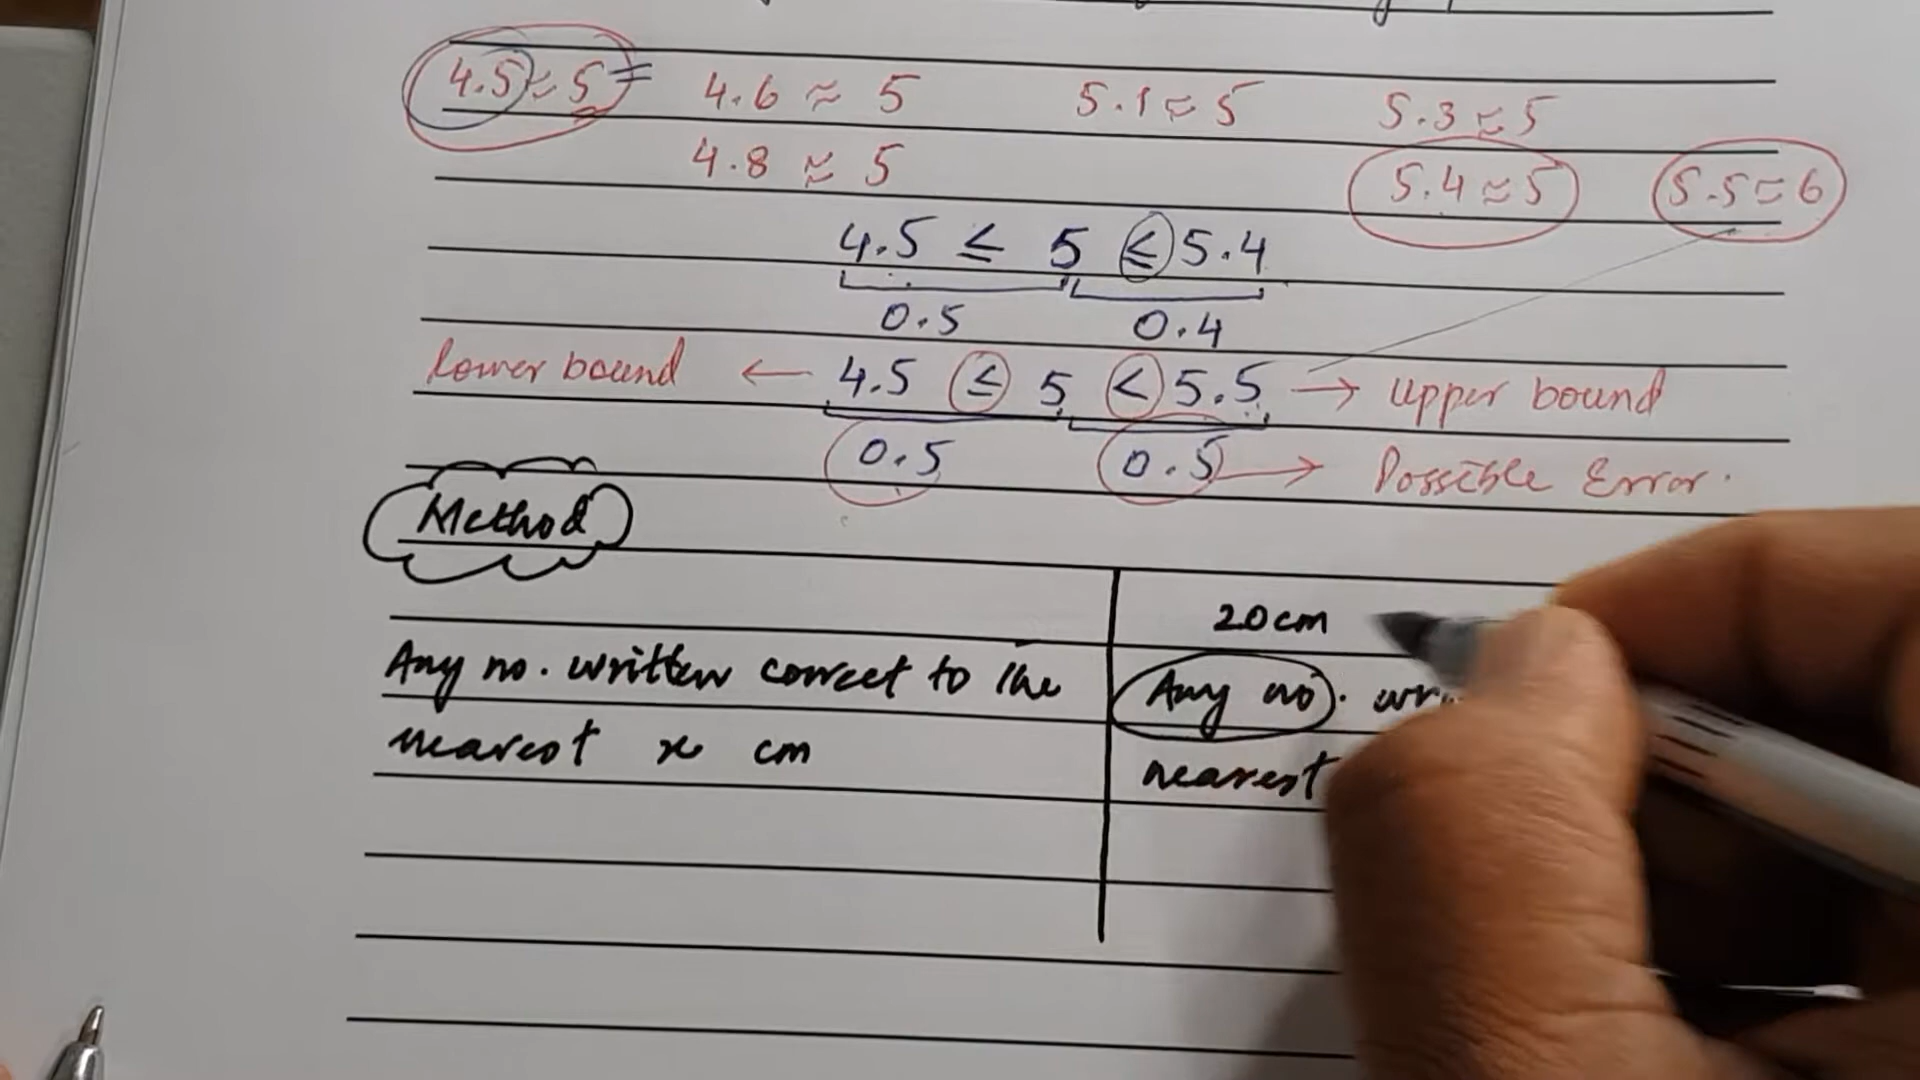 4.5 ≈ 5 4.6 ≈ 5 5.1 ≈ 5 5.3 ≈ 5
4.8 ≈ 5 5.4 ≈ 5 5.5 ≈ 6
4.5 ≤ 5 ≤ 5.4
0.5 0.4
lower bound ← 4.5 ≤ 5 < 5.5 → upper bound
0.5 0.5 → Possible Error.
Method
20cm
Any no. written correct to the
nearest x cm
Any no.
nearest